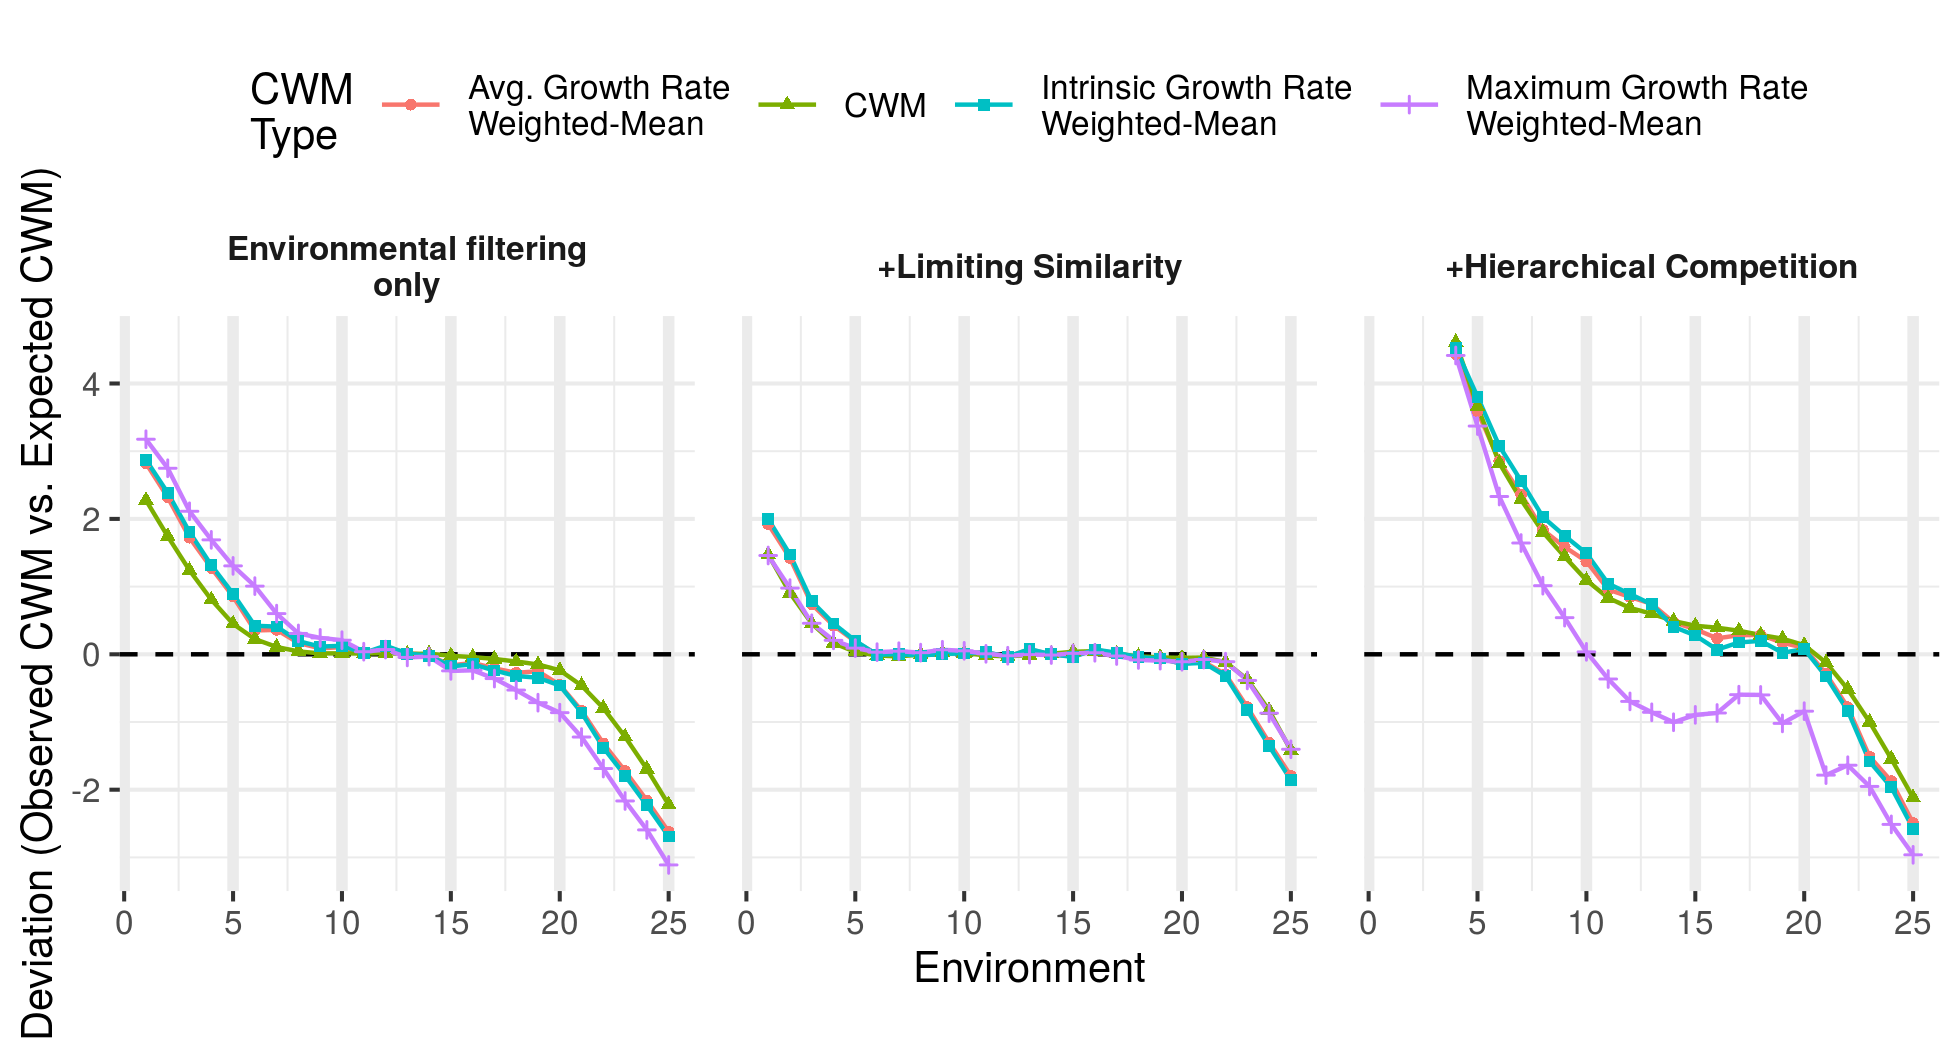 CWM
Type
Avg. Growth Rate
Weighted-Mean
CWM
Intrinsic Growth Rate
Weighted-Mean
Maximum Growth Rate
Weighted-Mean
Deviation (Observed CWM vs. Expected CWM)
Environmental filtering
only
+Limiting Similarity
+Hierarchical Competition
4
2
0
-2
0 5 10 15 20 25
0 5 10 15 20 25
0 5 10 15 20 25
Environment